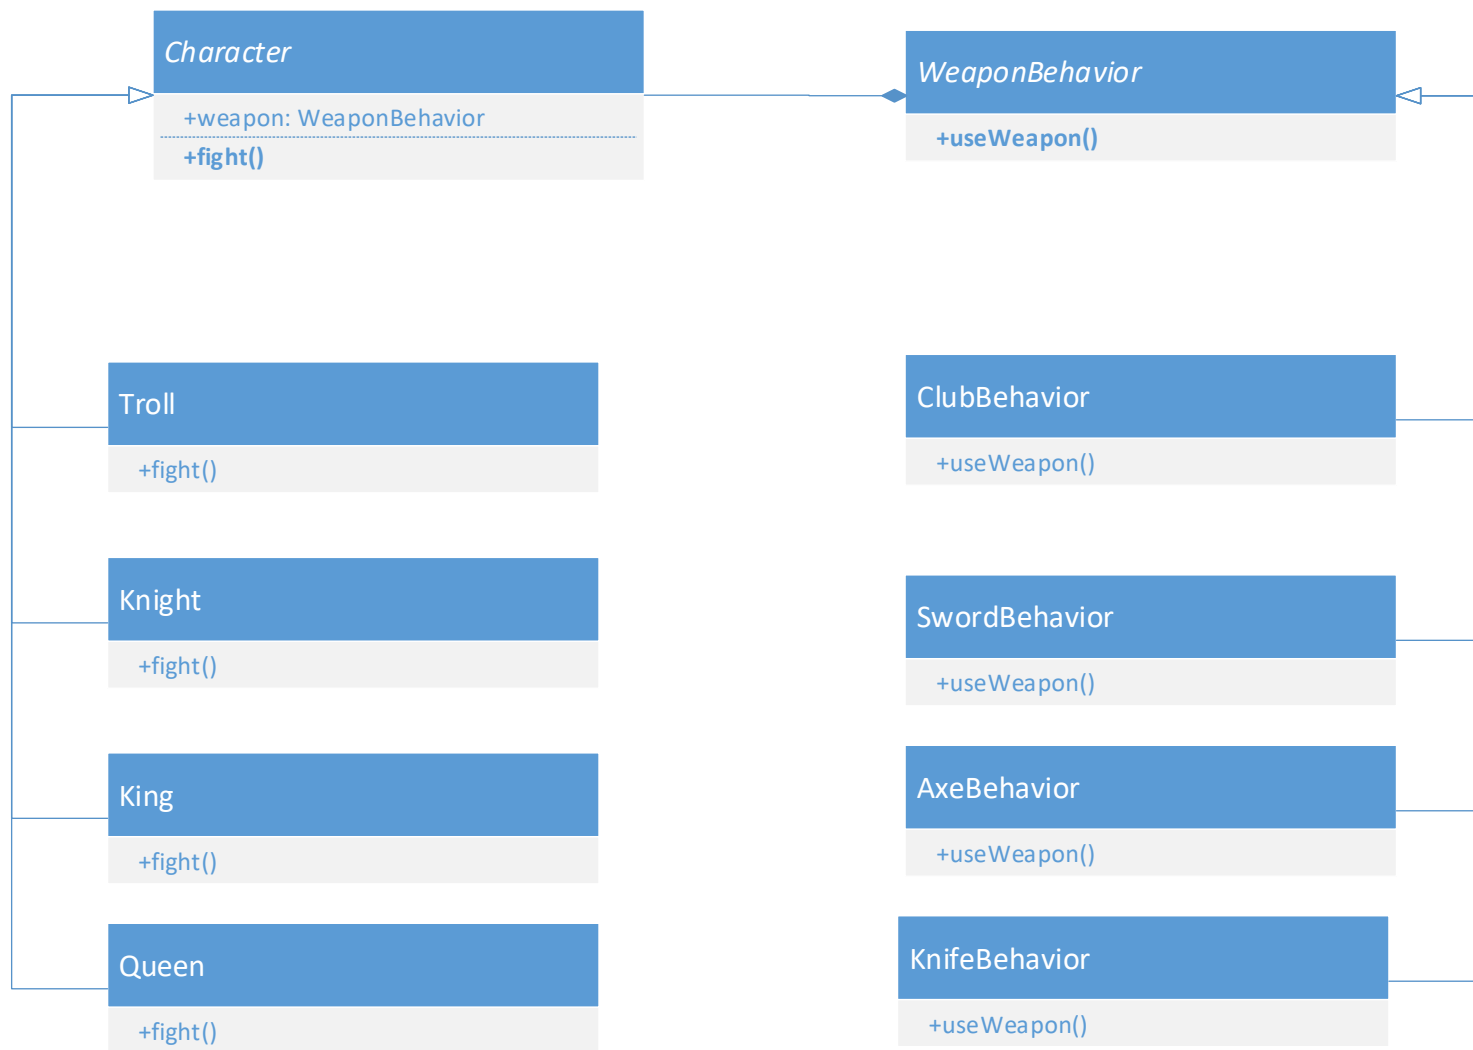 Character
+weapon: WeaponBehavior
+fight()
WeaponBehavior
+useWeapon()
Troll
+fight()
Knight
+fight()
King
+fight()
Queen
+fight()
ClubBehavior
+useWeapon()
SwordBehavior
+useWeapon()
AxeBehavior
+useWeapon()
KnifeBehavior
+useWeapon()